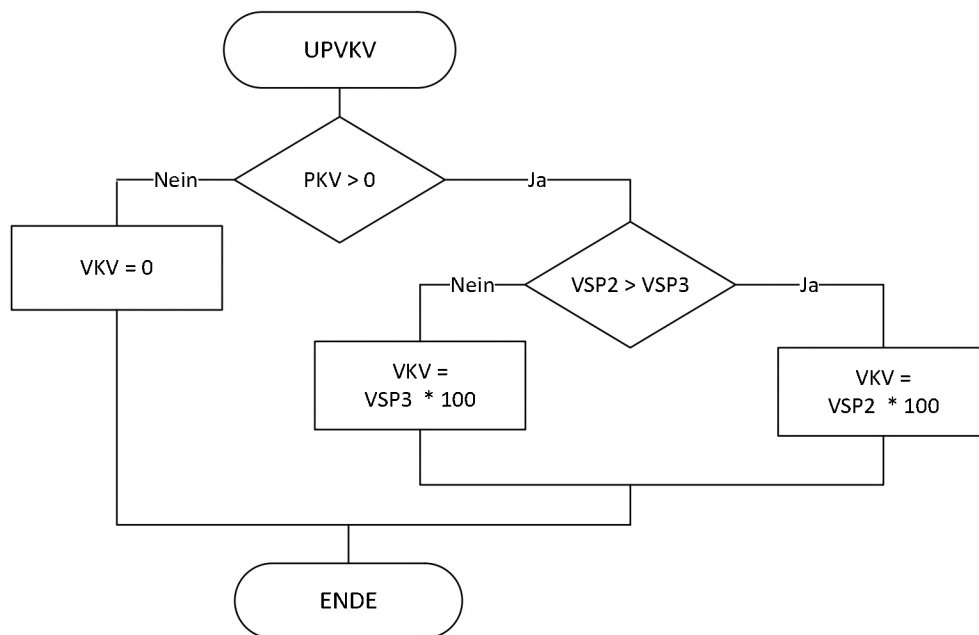 UPVKV
PKV > 0
Nein
Ja
VKV = 0
VSP2 > VSP3
Nein
Ja
VKV =
VSP3 * 100
VKV =
VSP2 * 100
ENDE